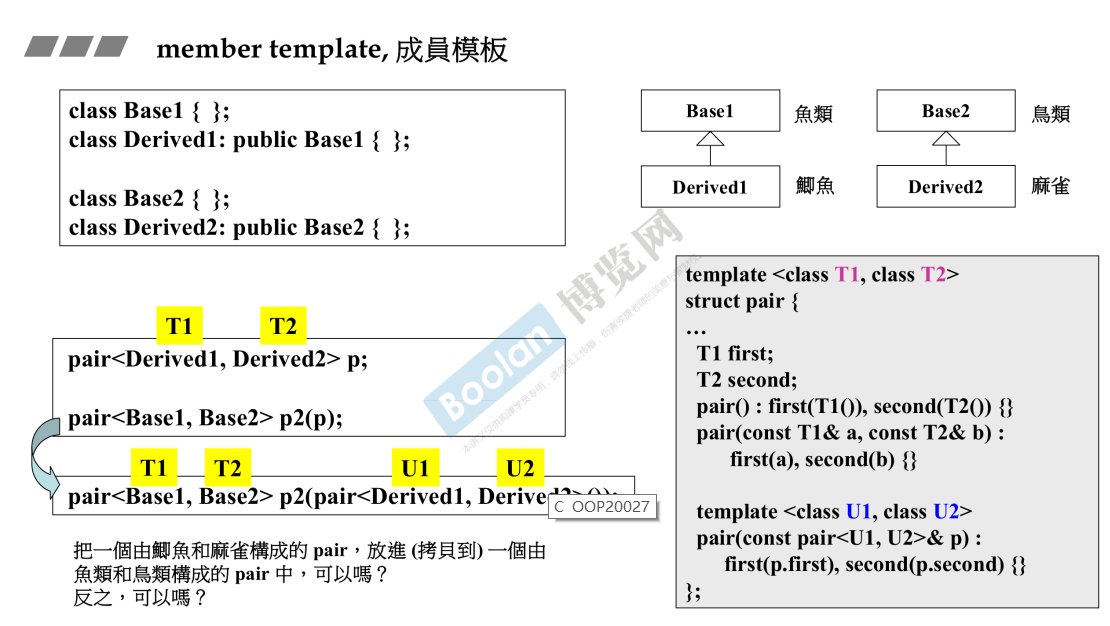 member template, 成員模板
class Base1 { };
class Derived1: public Base1 { };
class Base2 { };
class Derived2: public Base2 { };
Base1 魚類
Derived1 鯽魚
Base2 鳥類
Derived2 麻雀
T1 T2
pair<Derived1, Derived2> p;
pair<Base1, Base2> p2(p);
T1 T2 U1 U2
pair<Base1, Base2> p2(pair<Derived1, Derived2>());
C OOP20027
把一個由鯽魚和麻雀構成的 pair，放進 (拷貝到) 一個由
魚類和鳥類構成的 pair 中，可以嗎？
反之，可以嗎？
template <class T1, class T2>
struct pair {
…
T1 first;
T2 second;
pair() : first(T1()), second(T2()) {}
pair(const T1& a, const T2& b) :
first(a), second(b) {}
template <class U1, class U2>
pair(const pair<U1, U2>& p) :
first(p.first), second(p.second) {}
};
Boolan 博览网